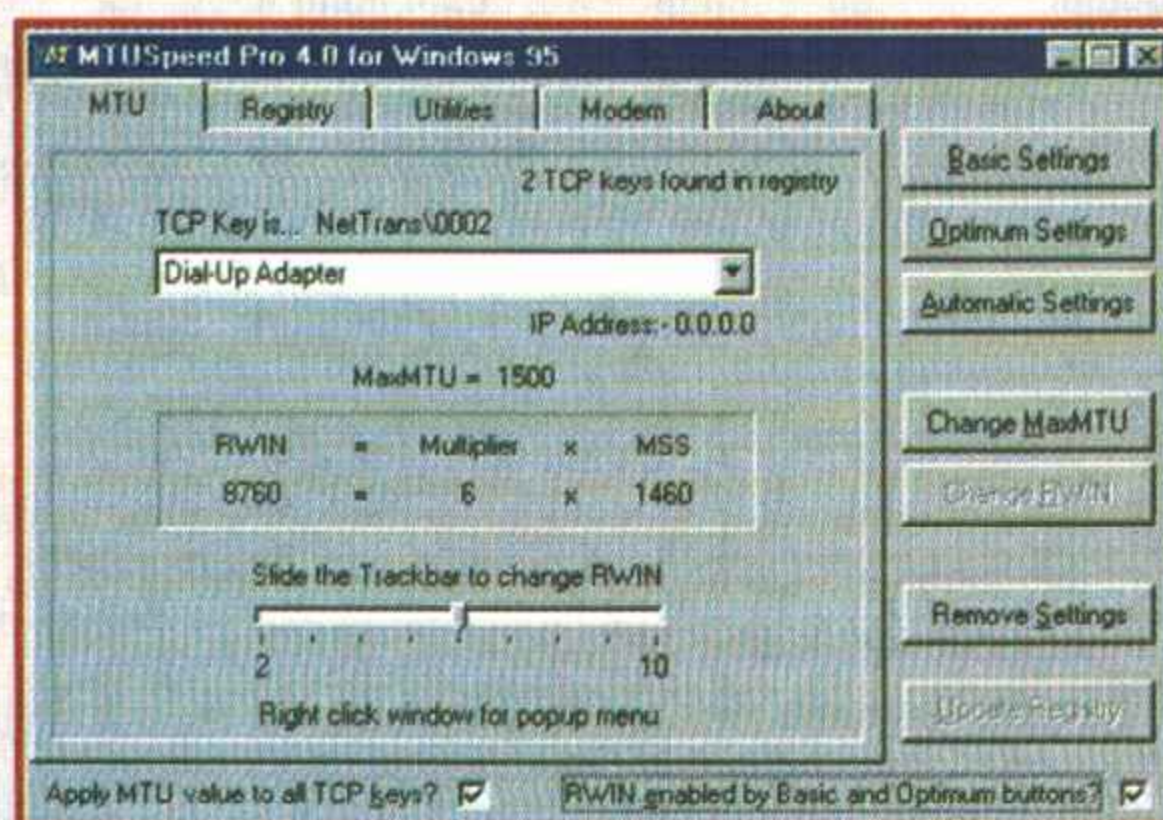 MTUSpeed Pro 4.0 for Windows 95
MTU Registry Utilities Modem About
2 TCP keys found in registry
TCP Key is... NetTrans\0002
Dial-Up Adapter
IP Address:- 0.0.0.0
MaxMTU = 1500
RWIN = Multiplier x MSS
8760 = 6 x 1460
Slide the Trackbar to change RWIN
2 10
Right click window for popup menu
Basic Settings
Optimum Settings
Automatic Settings
Change MaxMTU
Change RWIN
Remove Settings
Update Registry
Apply MTU value to all TCP keys?
RWIN enabled by Basic and Optimum buttons?